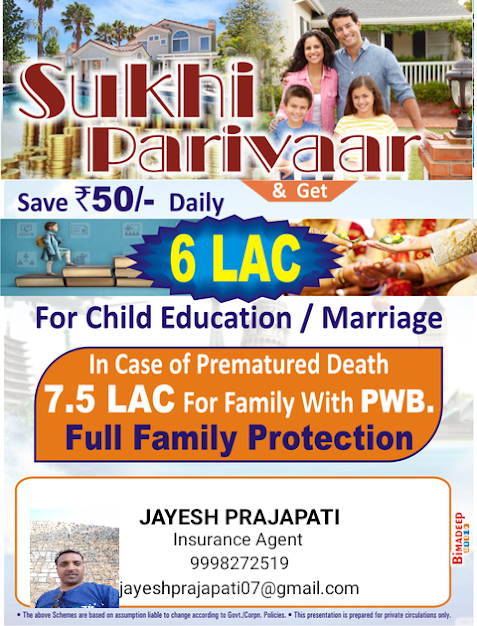 Sukhi
Parivaar
Save ₹50/- Daily
& Get
6 LAC
For Child Education / Marriage
In Case of Prematured Death
7.5 LAC For Family With PWB.
Full Family Protection
JAYESH PRAJAPATI
Insurance Agent
9998272519
jayeshprajapati07@gmail.com
BIMADEEP
• The above Schemes are based on assumption liable to change according to Govt./Corpn. Policies. • This presentation is prepared for private circulations only.